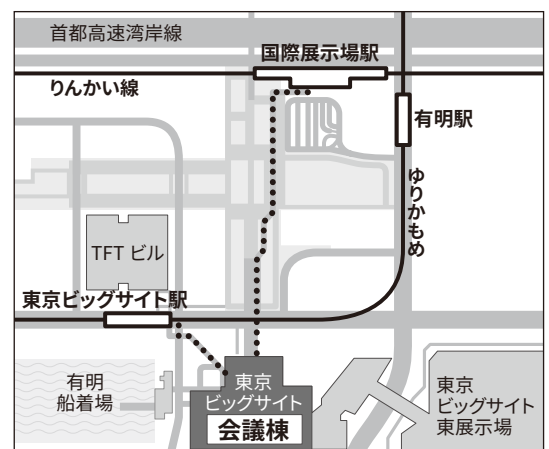 首都高速湾岸線
国際展示場駅
りんかい線
有明駅
ゆりかもめ
TFT ビル
東京ビッグサイト駅
有明
船着場
東京
ビッグサイト
会議棟
東京
ビッグサイト
東展示場